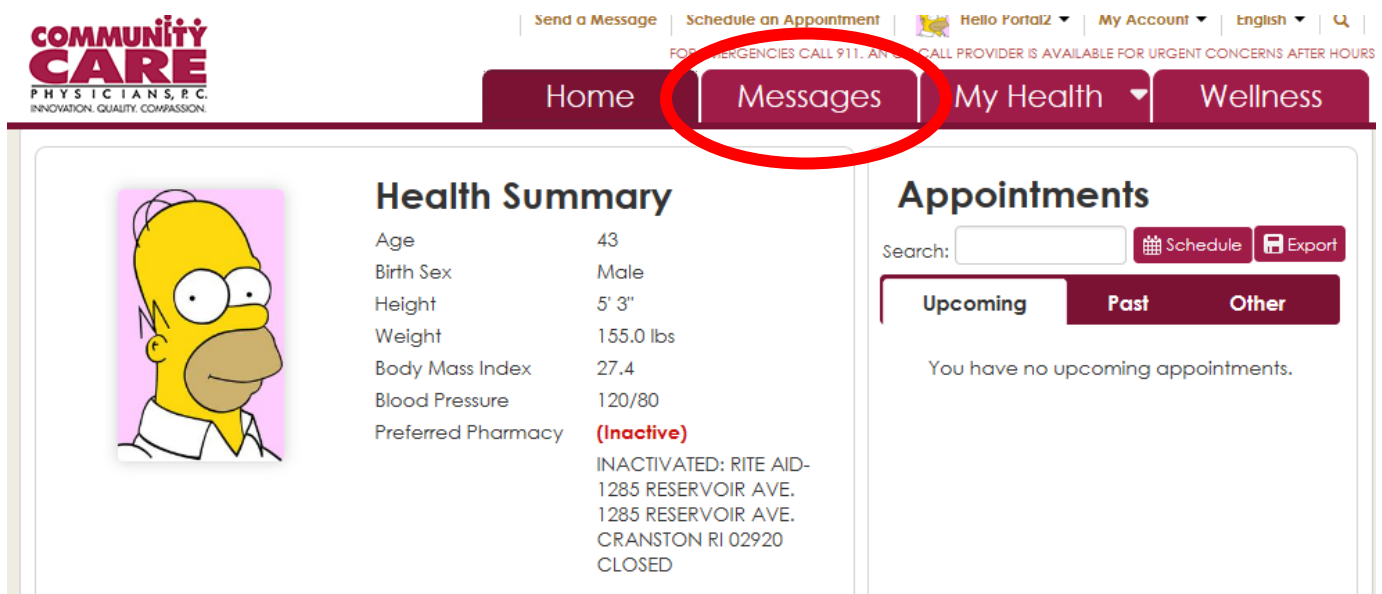 COMMUNITY
CARE
PHYSICIANS, P.C.
INNOVATION. QUALITY. COMPASSION.
Send a Message Schedule an Appointment Hello Portal2 My Account English
FOR EMERGENCIES CALL 911. AN CALL PROVIDER IS AVAILABLE FOR URGENT CONCERNS AFTER HOURS
Home Messages My Health Wellness
Health Summary
Age 43
Birth Sex Male
Height 5' 3"
Weight 155.0 lbs
Body Mass Index 27.4
Blood Pressure 120/80
Preferred Pharmacy (Inactive)
INACTIVATED: RITE AID-
1285 RESERVOIR AVE.
1285 RESERVOIR AVE.
CRANSTON RI 02920
CLOSED
Appointments
Search: Schedule Export
Upcoming Past Other
You have no upcoming appointments.